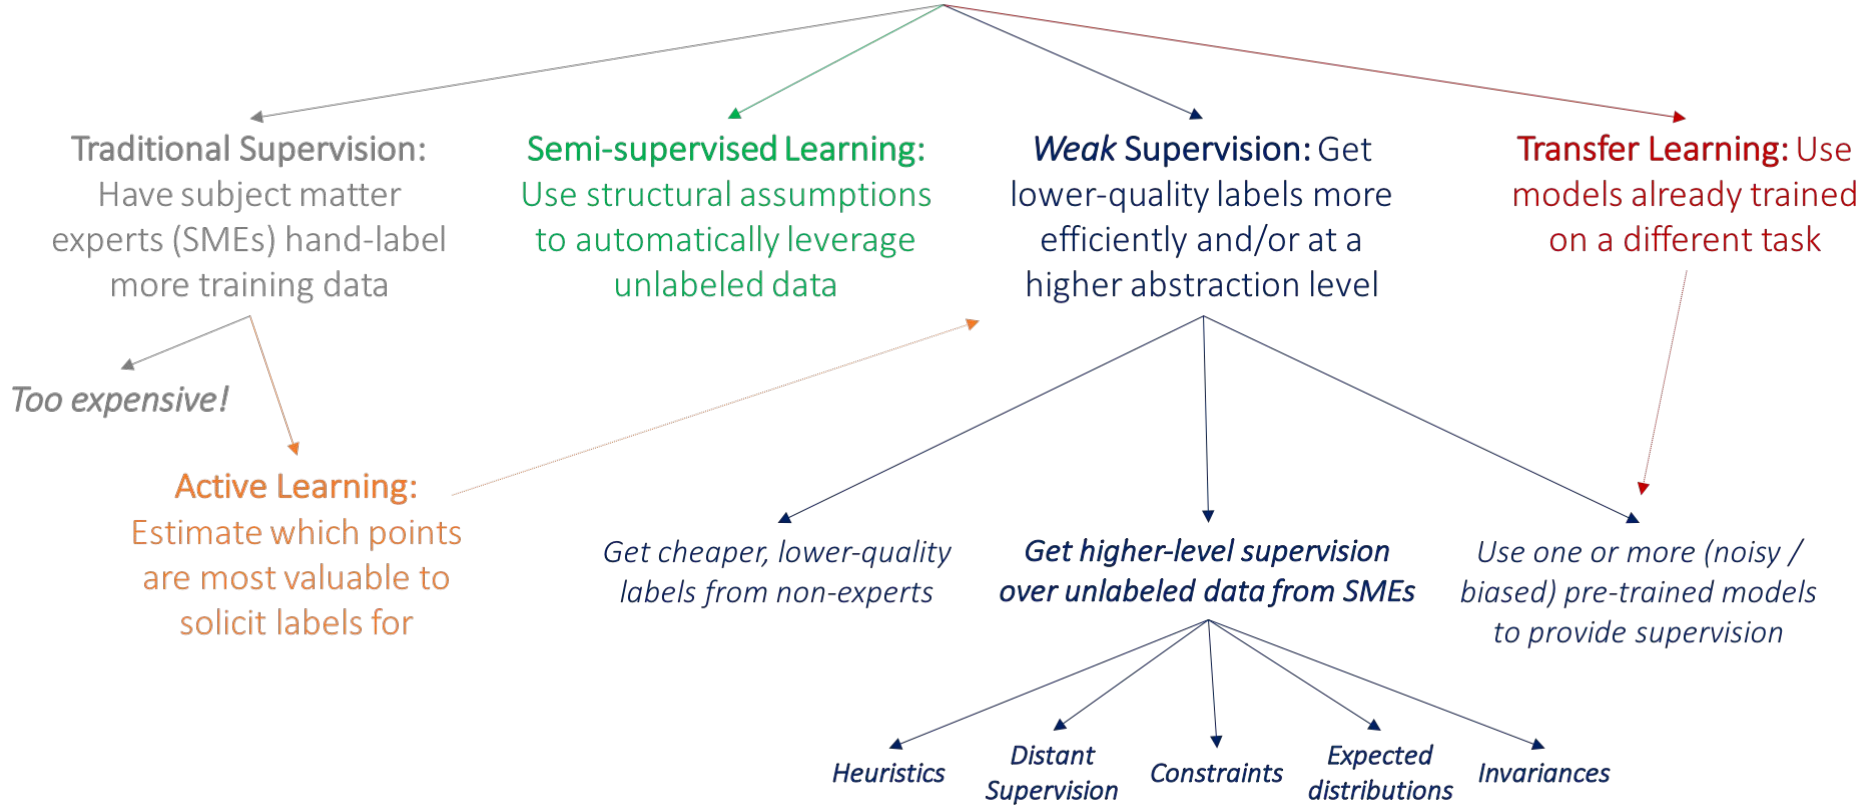 Traditional Supervision:
Have subject matter
experts (SMEs) hand-label
more training data
Semi-supervised Learning:
Use structural assumptions
to automatically leverage
unlabeled data
Weak Supervision: Get
lower-quality labels more
efficiently and/or at a
higher abstraction level
Transfer Learning: Use
models already trained
on a different task
Too expensive!
Active Learning:
Estimate which points
are most valuable to
solicit labels for
Get cheaper, lower-quality
labels from non-experts
Get higher-level supervision
over unlabeled data from SMEs
Use one or more (noisy /
biased) pre-trained models
to provide supervision
Heuristics
Distant
Supervision
Constraints
Expected
distributions
Invariances